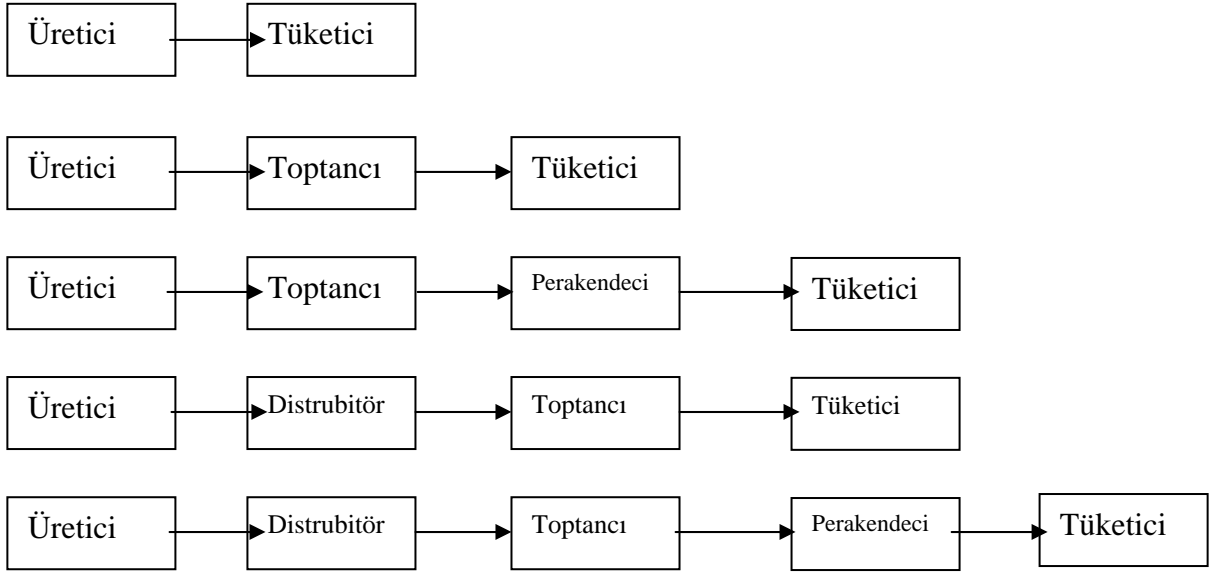 Üretici Tüketici
Üretici Toptancı Tüketici
Üretici Toptancı Perakendeci Tüketici
Üretici Distrubitör Toptancı Tüketici
Üretici Distrubitör Toptancı Perakendeci Tüketici